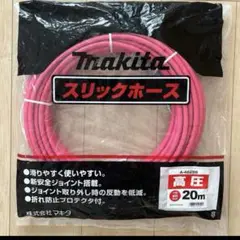 makita
スリックホース
●滑りやすく使いやすい。
●新安全ジョイント搭載。
●ジョイント取り外し時の反動を低減。
●折れ防止プロテクタ付。
高圧
20m
株式会社マキタ